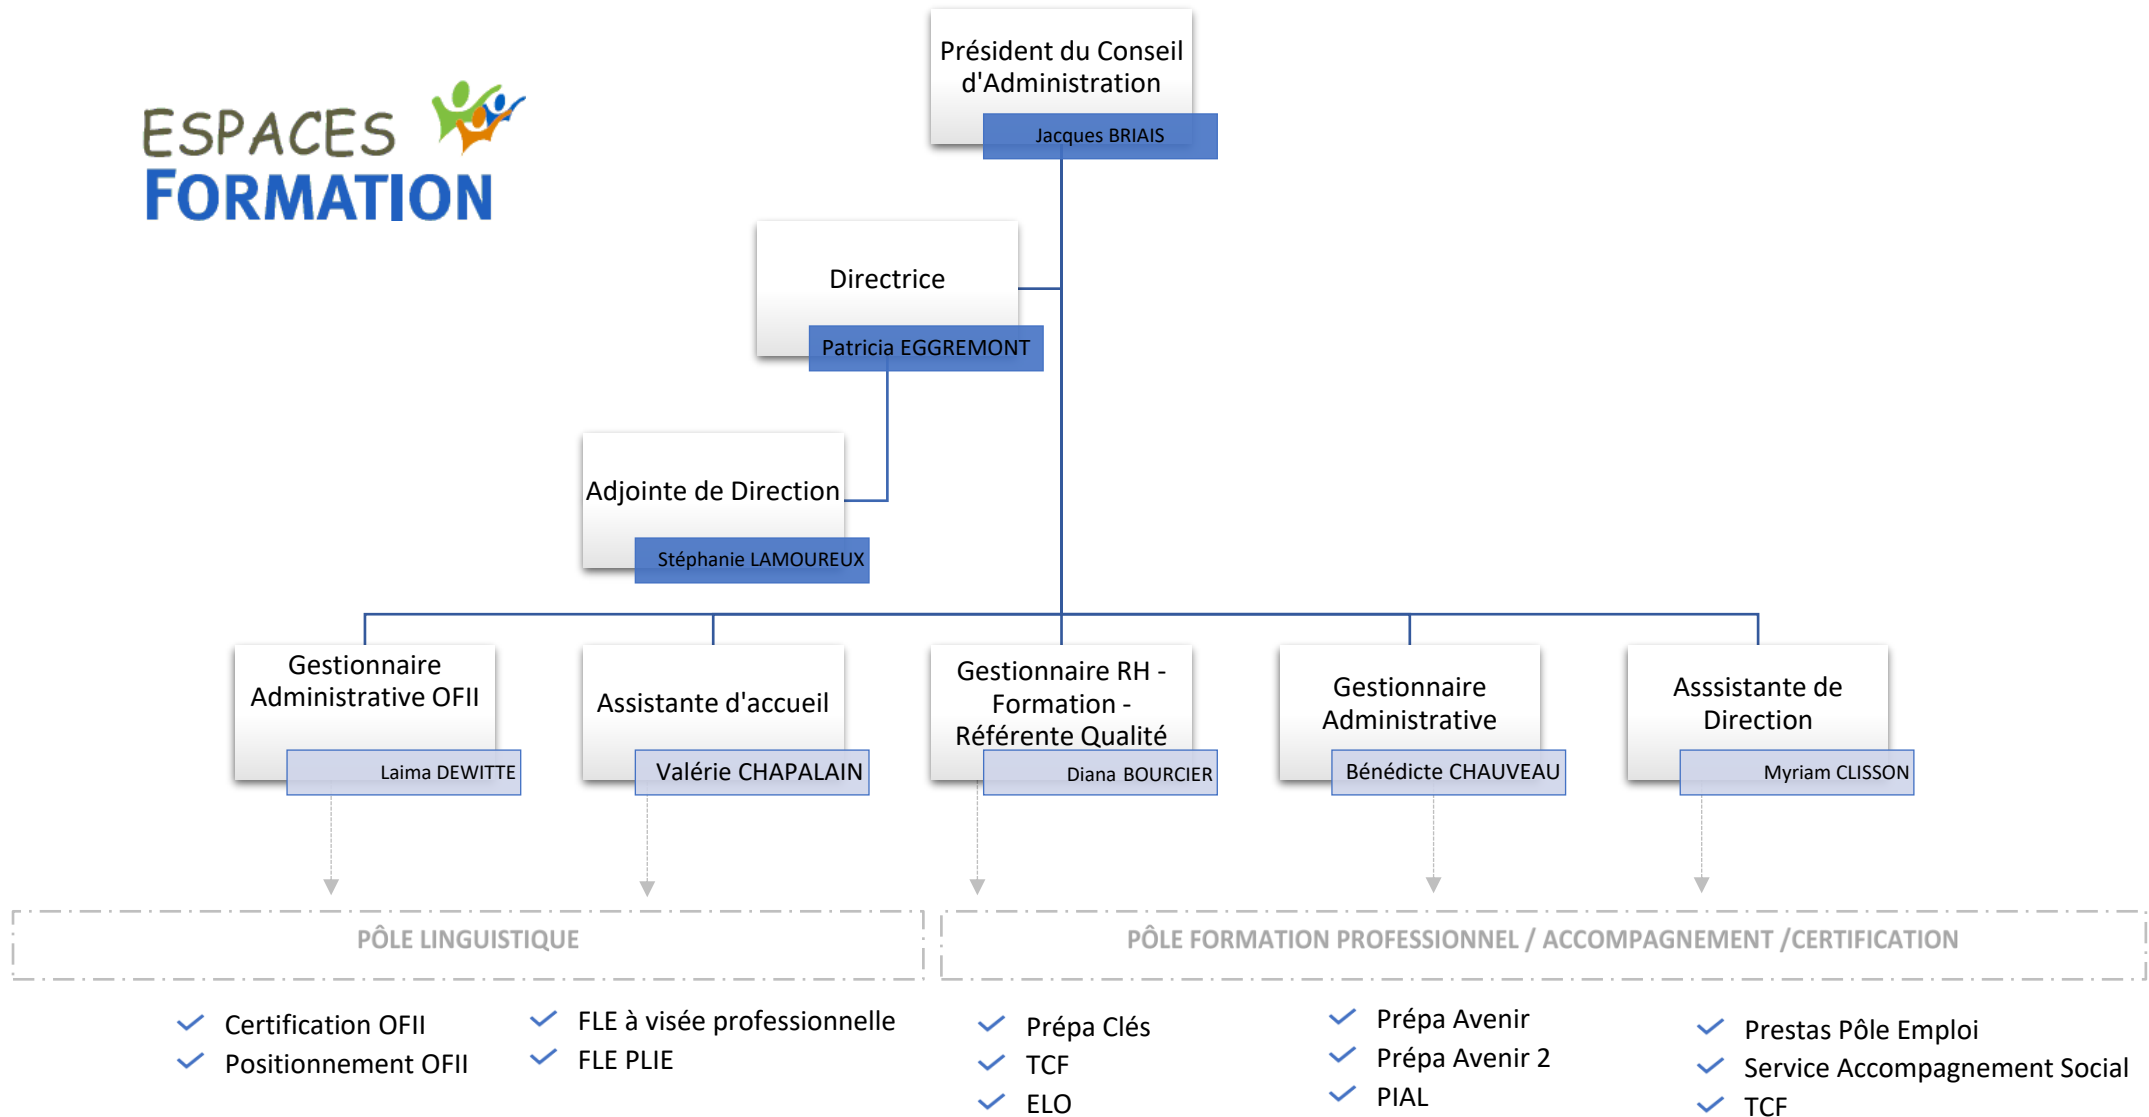 ESPACES
FORMATION
Président du Conseil
d'Administration
Jacques BRIAIS
Directrice
Patricia EGGREMONT
Adjointe de Direction
Stéphanie LAMOUREUX
Gestionnaire
Administrative OFII
Laima DEWITTE
Assistante d'accueil
Valérie CHAPALAIN
Gestionnaire RH -
Formation -
Référente Qualité
Diana BOURCIER
Gestionnaire
Administrative
Bénédicte CHAUVEAU
Asssistante de
Direction
Myriam CLISSON
PÔLE LINGUISTIQUE
PÔLE FORMATION PROFESSIONNEL / ACCOMPAGNEMENT /CERTIFICATION
Certification OFII
Positionnement OFII
FLE à visée professionnelle
FLE PLIE
Prépa Clés
TCF
ELO
Prépa Avenir
Prépa Avenir 2
PIAL
Prestas Pôle Emploi
Service Accompagnement Social
TCF